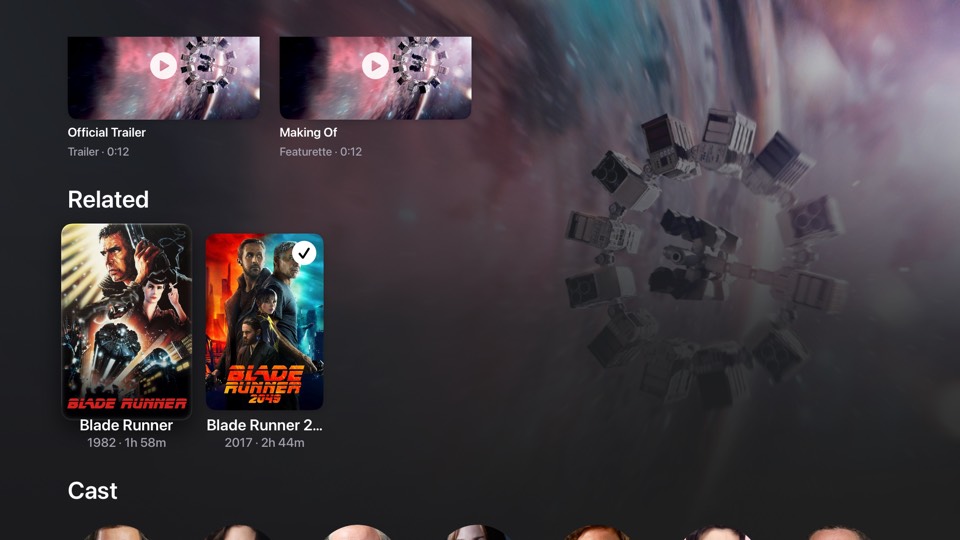 Official Trailer
Trailer · 0:12
Making Of
Featurette · 0:12
Related
BLADE RUNNER
BLADE
RUNNER
2049
Blade Runner
1982 · 1h 58m
Blade Runner 2...
2017 · 2h 44m
Cast